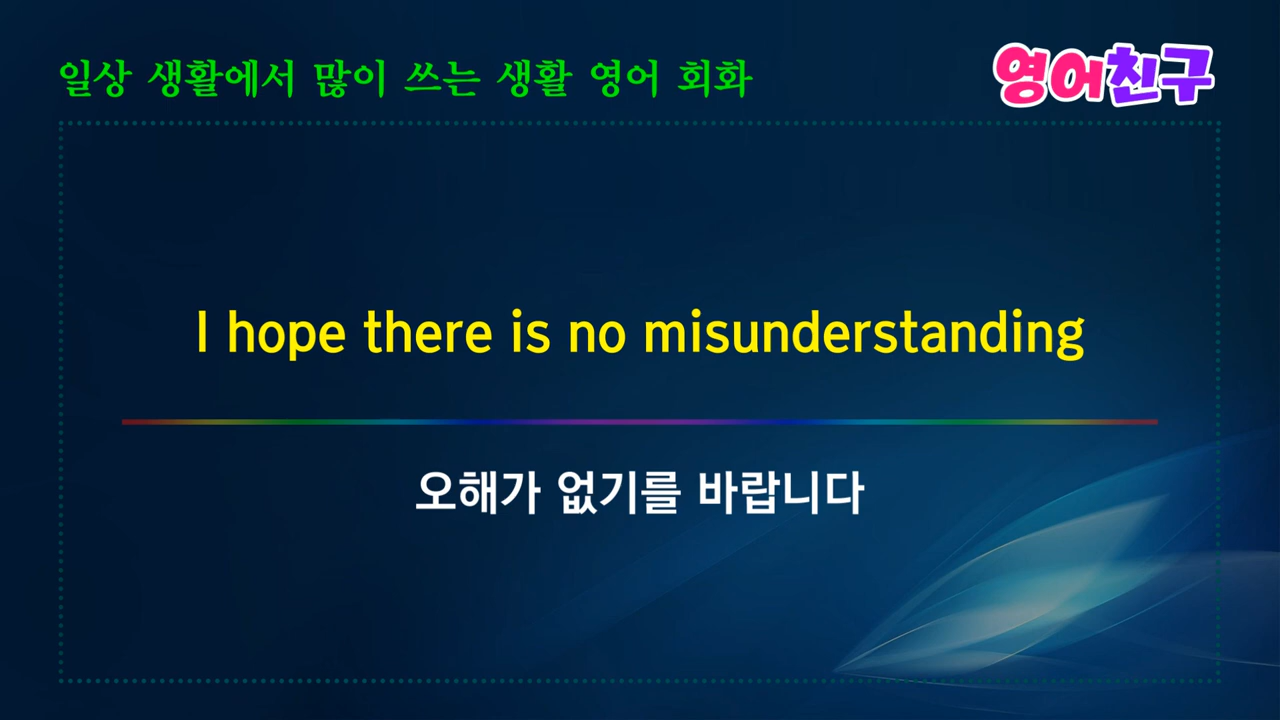 일상 생활에서 많이 쓰는 생활 영어 회화
영어친구
I hope there is no misunderstanding
오해가 없기를 바랍니다